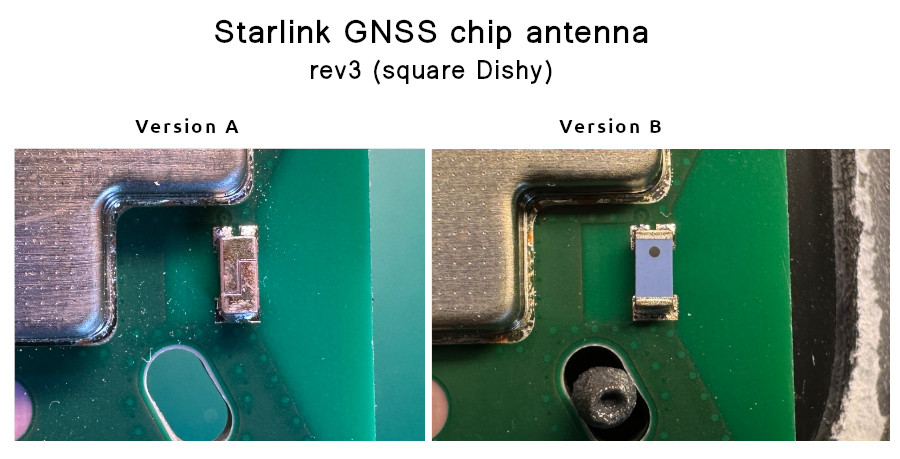 Starlink GNSS chip antenna
rev3 (square Dishy)
Version A
Version B